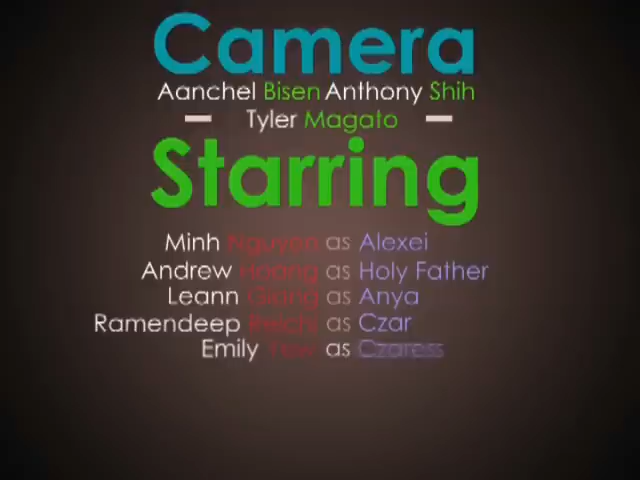 Camera
Aanchel Bisen Anthony Shih
Tyler Magato
Starring
Minh Nguyen as Alexei
Andrew Hoang as Holy Father
Leann Giang as Anya
Ramendeep as Czar
Emily as Czaress